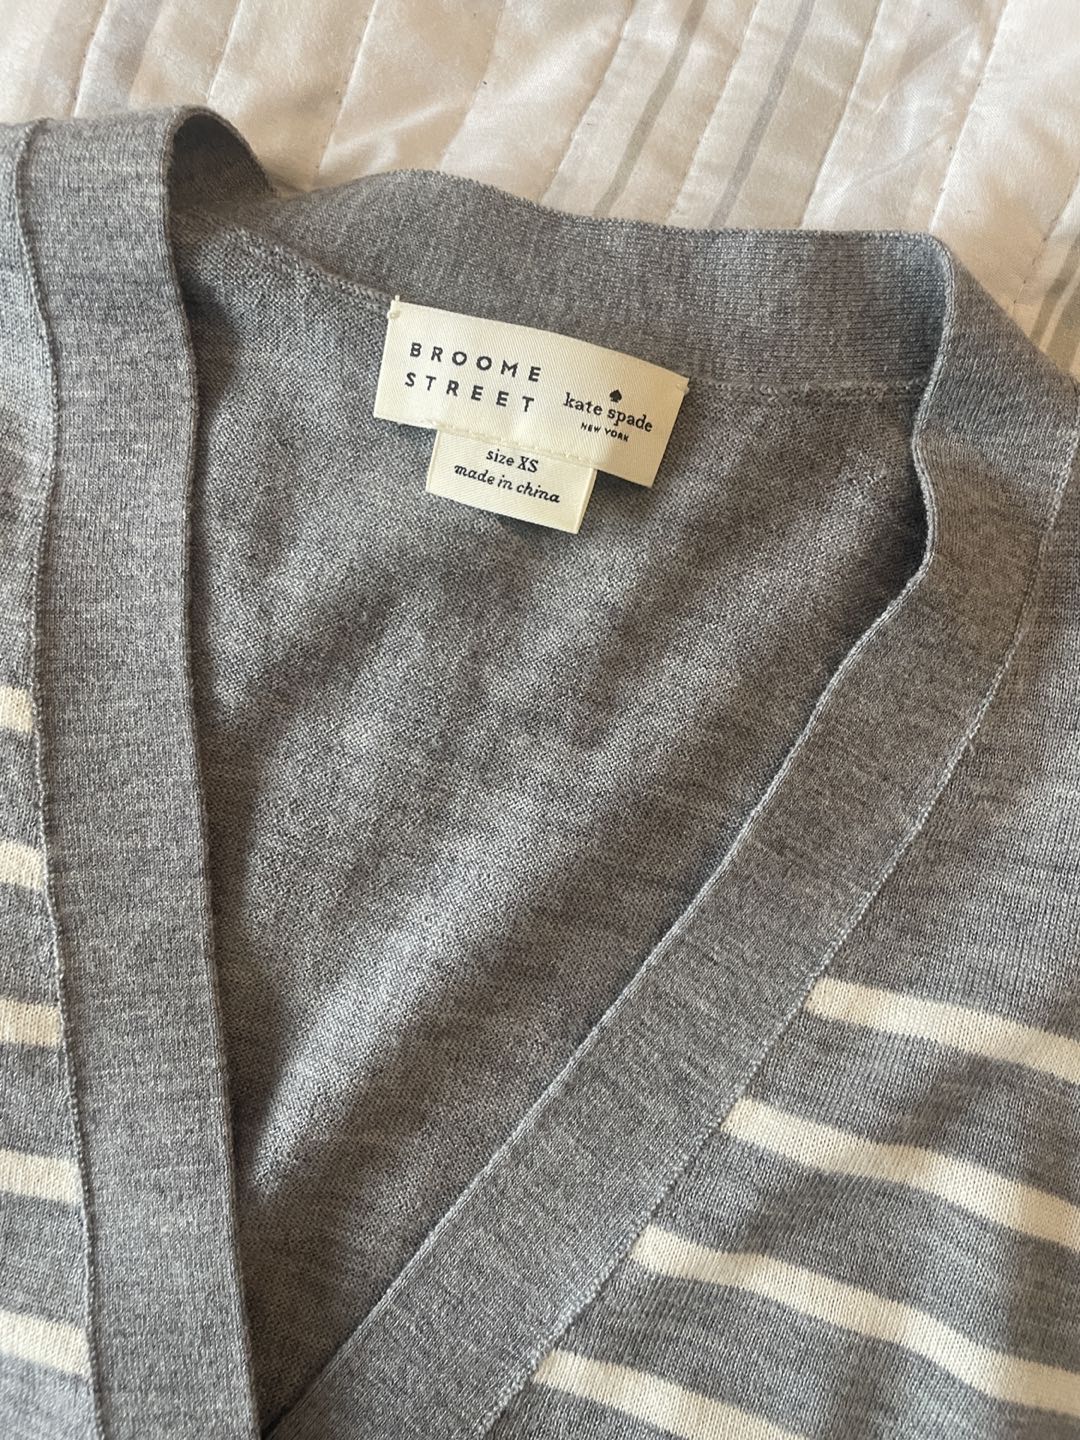 BROOME
STREET
kate spade
NEW YORK
size XS
made in china